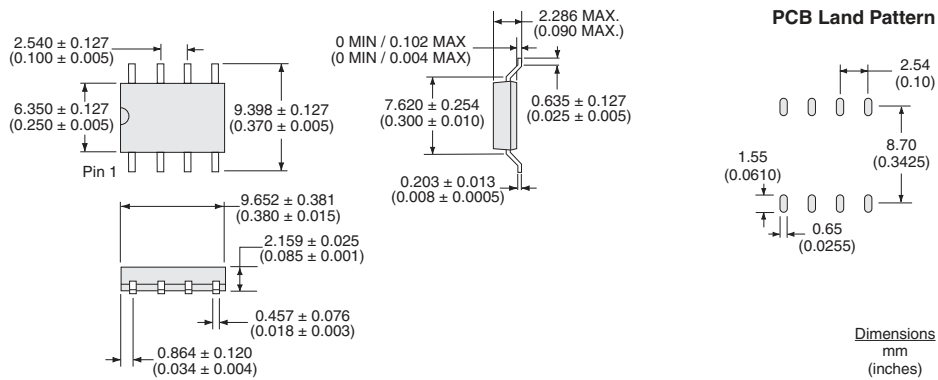 2.540 ± 0.127
(0.100 ± 0.005)
6.350 ± 0.127
(0.250 ± 0.005)
9.398 ± 0.127
(0.370 ± 0.005)
Pin 1
9.652 ± 0.381
(0.380 ± 0.015)
2.159 ± 0.025
(0.085 ± 0.001)
0.457 ± 0.076
(0.018 ± 0.003)
0.864 ± 0.120
(0.034 ± 0.004)
2.286 MAX.
(0.090 MAX.)
0 MIN / 0.102 MAX
(0 MIN / 0.004 MAX)
7.620 ± 0.254
(0.300 ± 0.010)
0.635 ± 0.127
(0.025 ± 0.005)
0.203 ± 0.013
(0.008 ± 0.0005)
PCB Land Pattern
2.54
(0.10)
8.70
(0.3425)
1.55
(0.0610)
0.65
(0.0255)
Dimensions
mm
(inches)